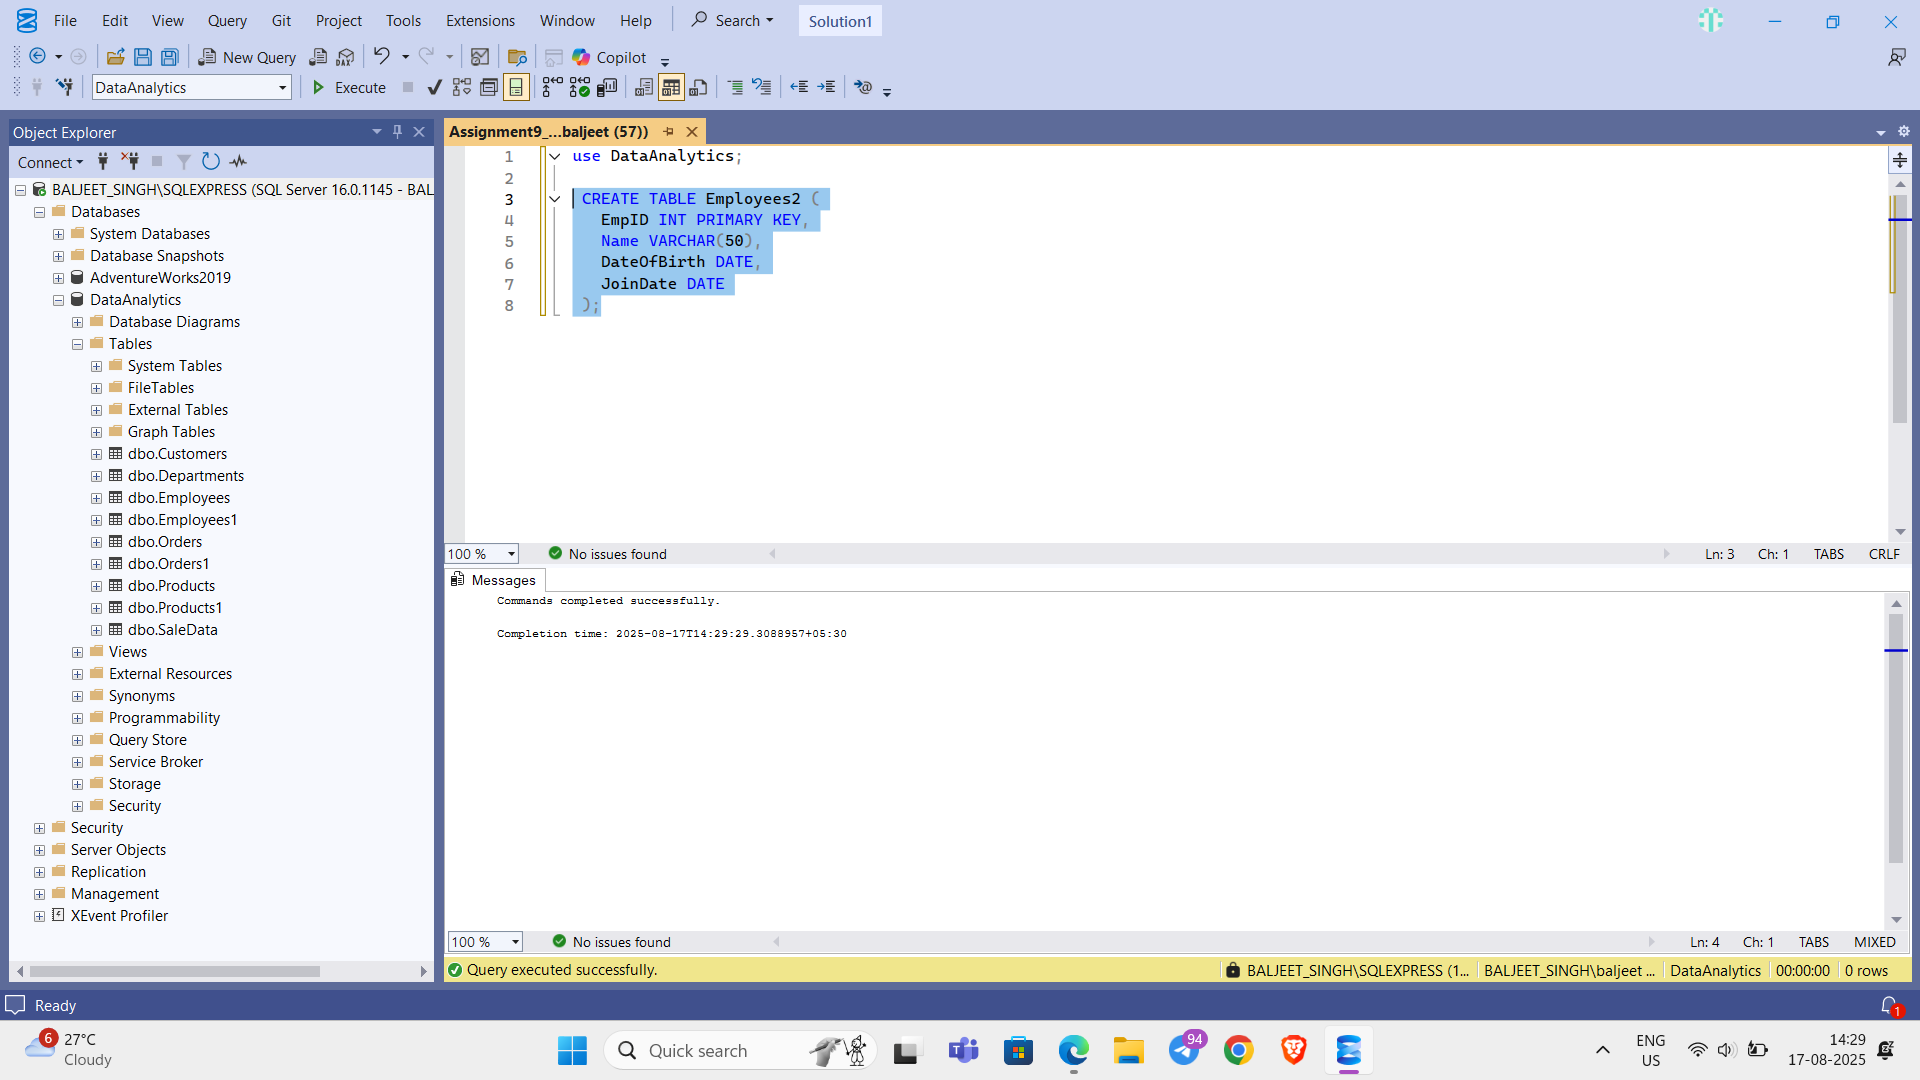 File Edit View Query Git Project Tools Extensions Window Help Search Solution1
New Query DAX Copilot
DataAnalytics Execute
Object Explorer
Connect
BALJEET_SINGH\SQLEXPRESS (SQL Server 16.0.1145 - BAL
Databases
System Databases
Database Snapshots
AdventureWorks2019
DataAnalytics
Database Diagrams
Tables
System Tables
FileTables
External Tables
Graph Tables
dbo.Customers
dbo.Departments
dbo.Employees
dbo.Employees1
dbo.Orders
dbo.Orders1
dbo.Products
dbo.Products1
dbo.SaleData
Views
External Resources
Synonyms
Programmability
Query Store
Service Broker
Storage
Security
Security
Server Objects
Replication
Management
XEvent Profiler
Assignment9_...baljeet (57))
1 use DataAnalytics;
2
3 CREATE TABLE Employees2 (
4 EmpID INT PRIMARY KEY,
5 Name VARCHAR(50),
6 DateOfBirth DATE,
7 JoinDate DATE
8 );
100 % No issues found Ln: 3 Ch: 1 TABS CRLF
Messages
Commands completed successfully.
Completion time: 2025-08-17T14:29:29.3088957+05:30
100 % No issues found Ln: 4 Ch: 1 TABS MIXED
Query executed successfully. BALJEET_SINGH\SQLEXPRESS (1... BALJEET_SINGH\baljeet ... DataAnalytics 00:00:00 0 rows
Ready 1
6 27°C
Cloudy
Quick search
94
ENG
US
14:29
17-08-2025